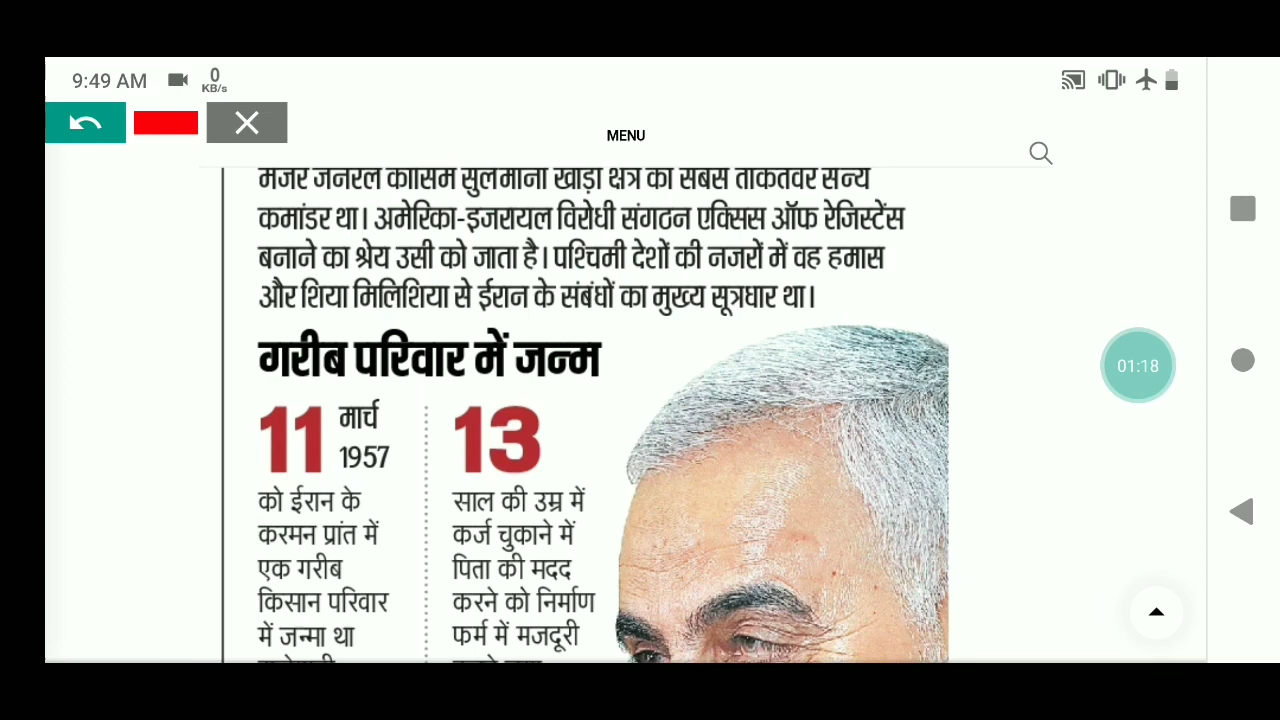 9:49 AM
0
KB/s
MENU
मेजर जनरल कासिम सुलेमानी खाड़ी क्षेत्र का सबसे ताकतवर सैन्य
कमांडर था। अमेरिका-इजरायल विरोधी संगठन एक्सिस ऑफ रेजिस्टेंस
बनाने का श्रेय उसी को जाता है। पश्चिमी देशों की नजरों में वह हमास
और शिया मिलिशिया से ईरान के संबंधों का मुख्य सूत्रधार था।
गरीब परिवार में जन्म
11 मार्च
1957
को ईरान के
करमन प्रांत में
एक गरीब
किसान परिवार
में जन्मा था
13
साल की उम्र में
कर्ज चुकाने में
पिता की मदद
करने को निर्माण
फर्म में मजदूरी
01:18